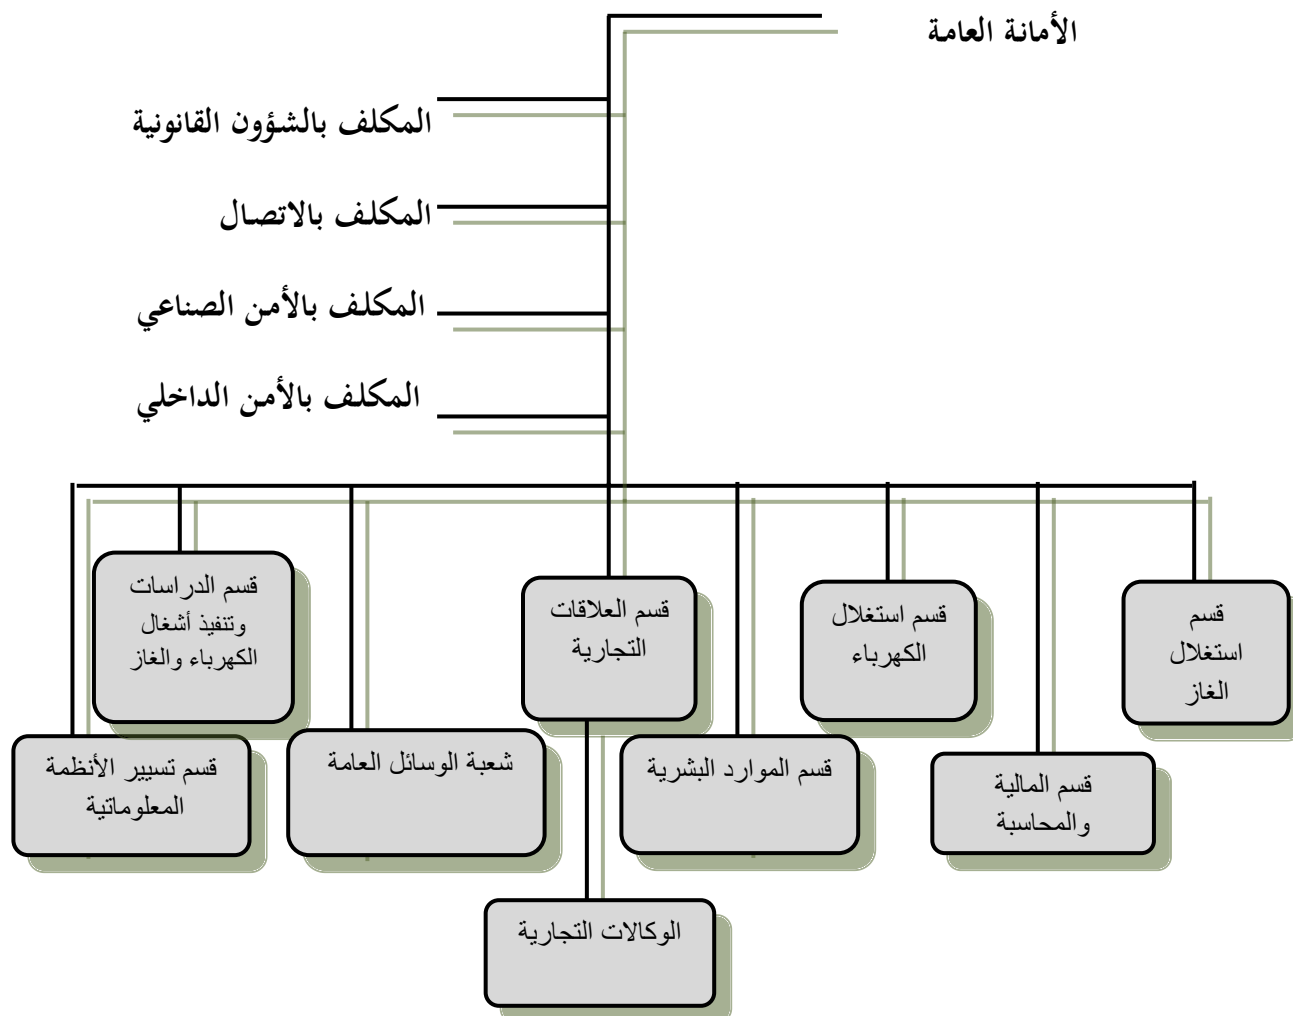 الأمانة العامة
المكلف بالشؤون القانونية
المكلف بالاتصال
المكلف بالأمن الصناعي
المكلف بالأمن الداخلي
قسم
استغلال
الغاز
قسم استغلال
الكهرباء
قسم العلاقات
التجارية
قسم الدراسات
وتنفيذ أشغال
الكهرباء والغاز
قسم المالية
والمحاسبة
قسم الموارد البشرية
شعبة الوسائل العامة
قسم تسيير الأنظمة
المعلوماتية
الوكالات التجارية